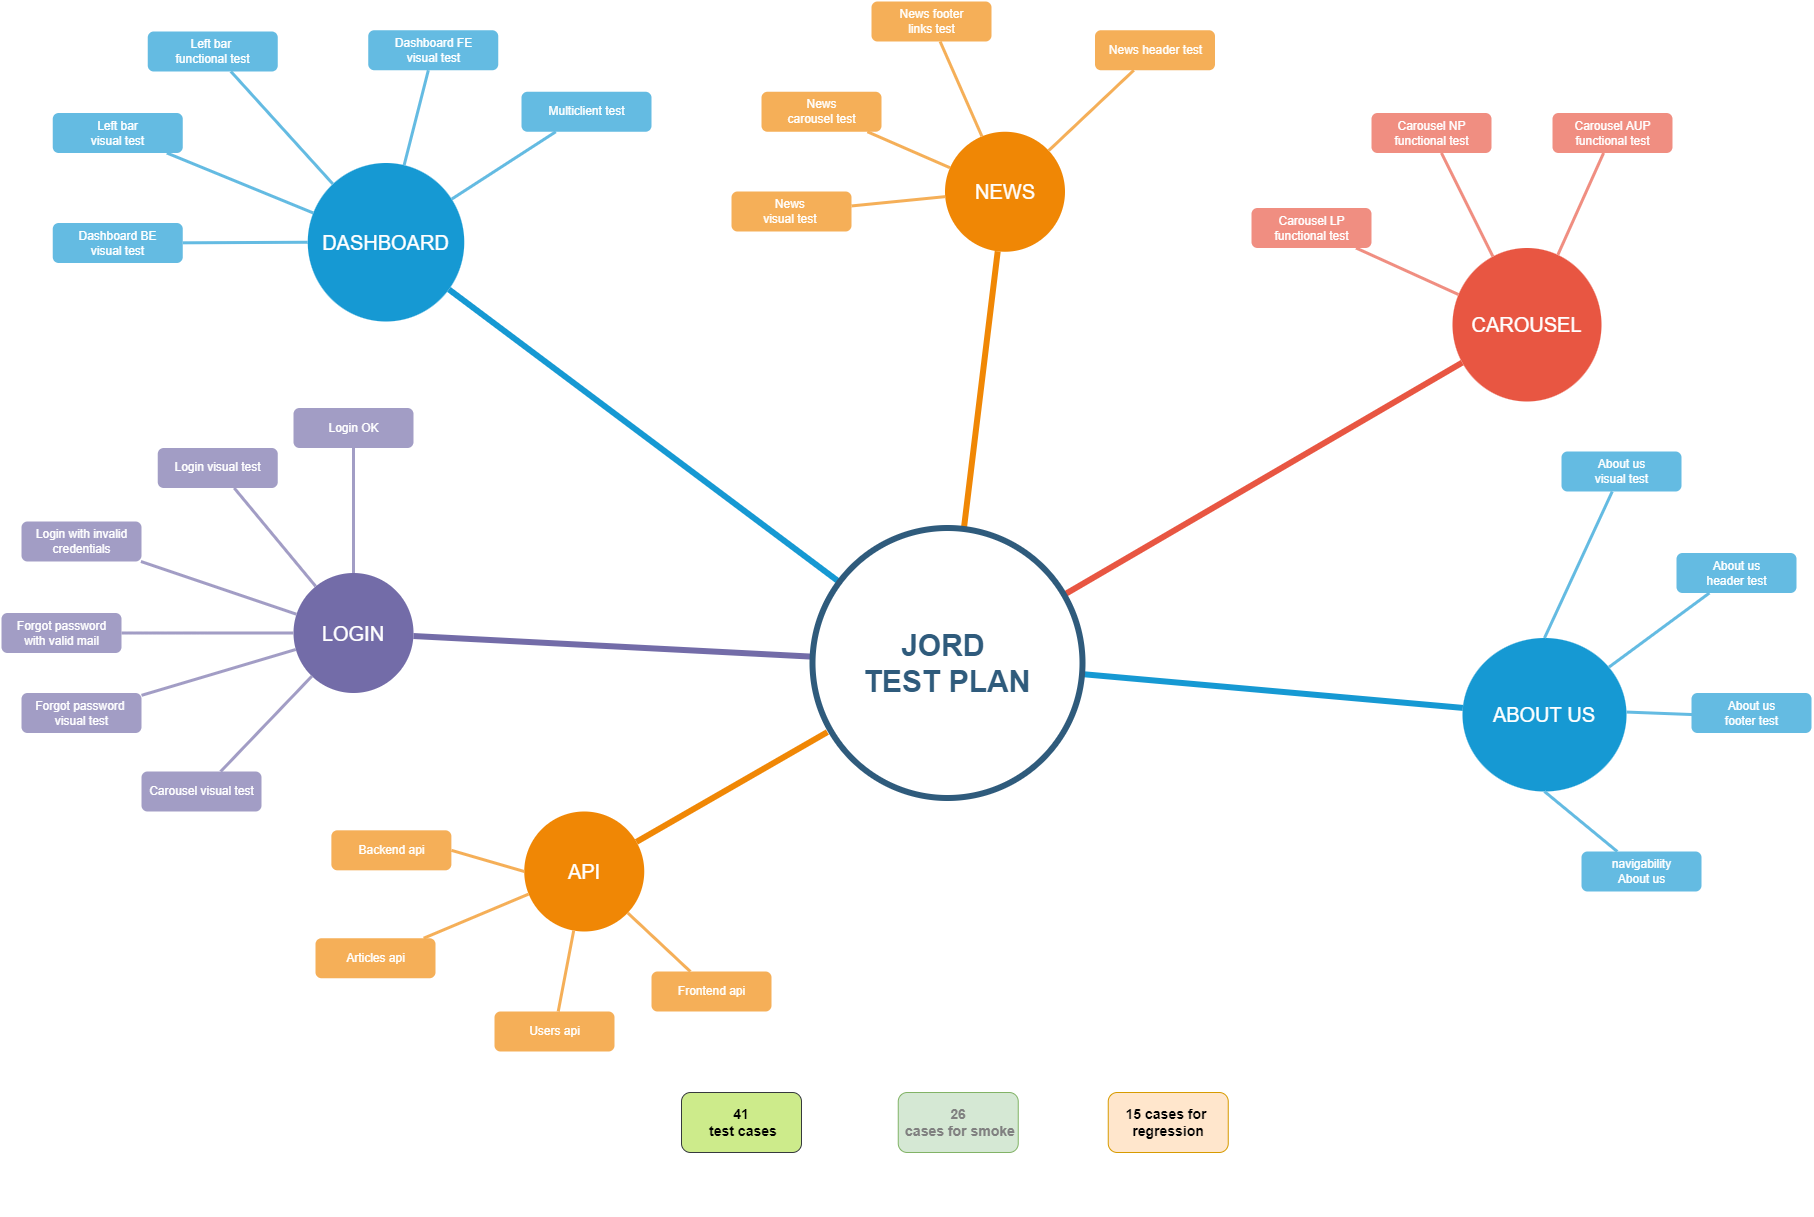 News footer
links test
Left bar
functional test
Dashboard FE
visual test
News header test
Multiclient test
News
carousel test
Left bar
visual test
Carousel NP
functional test
Carousel AUP
functional test
NEWS
News
visual test
Carousel LP
functional test
Dashboard BE
visual test
DASHBOARD
CAROUSEL
Login OK
Login visual test
About us
visual test
Login with invalid
credentials
About us
header test
Forgot password
with valid mail
LOGIN
JORD
TEST PLAN
Forgot password
visual test
ABOUT US
About us
footer test
Carousel visual test
Backend api
API
navigability
About us
Articles api
Frontend api
Users api
41
test cases
26
cases for smoke
15 cases for
regression